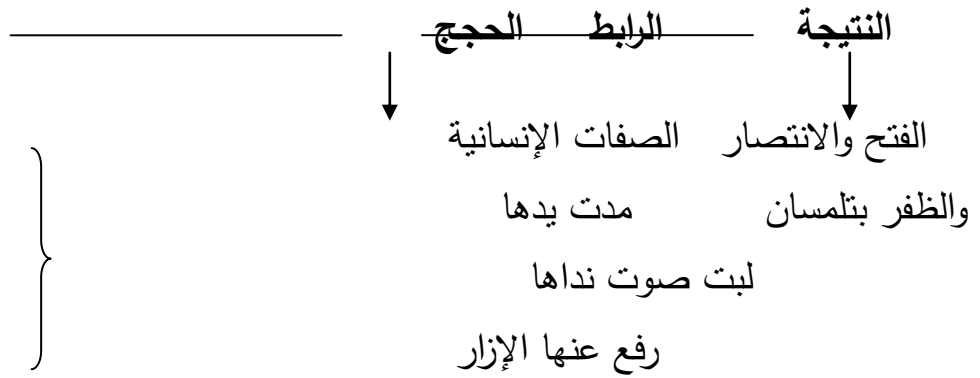 النتيجة الرابط الحجج
الفتح والانتصار الصفات الإنسانية
والظفر بتلمسان مدت يدها
لبت صوت نداها
رفع عنها الإزار